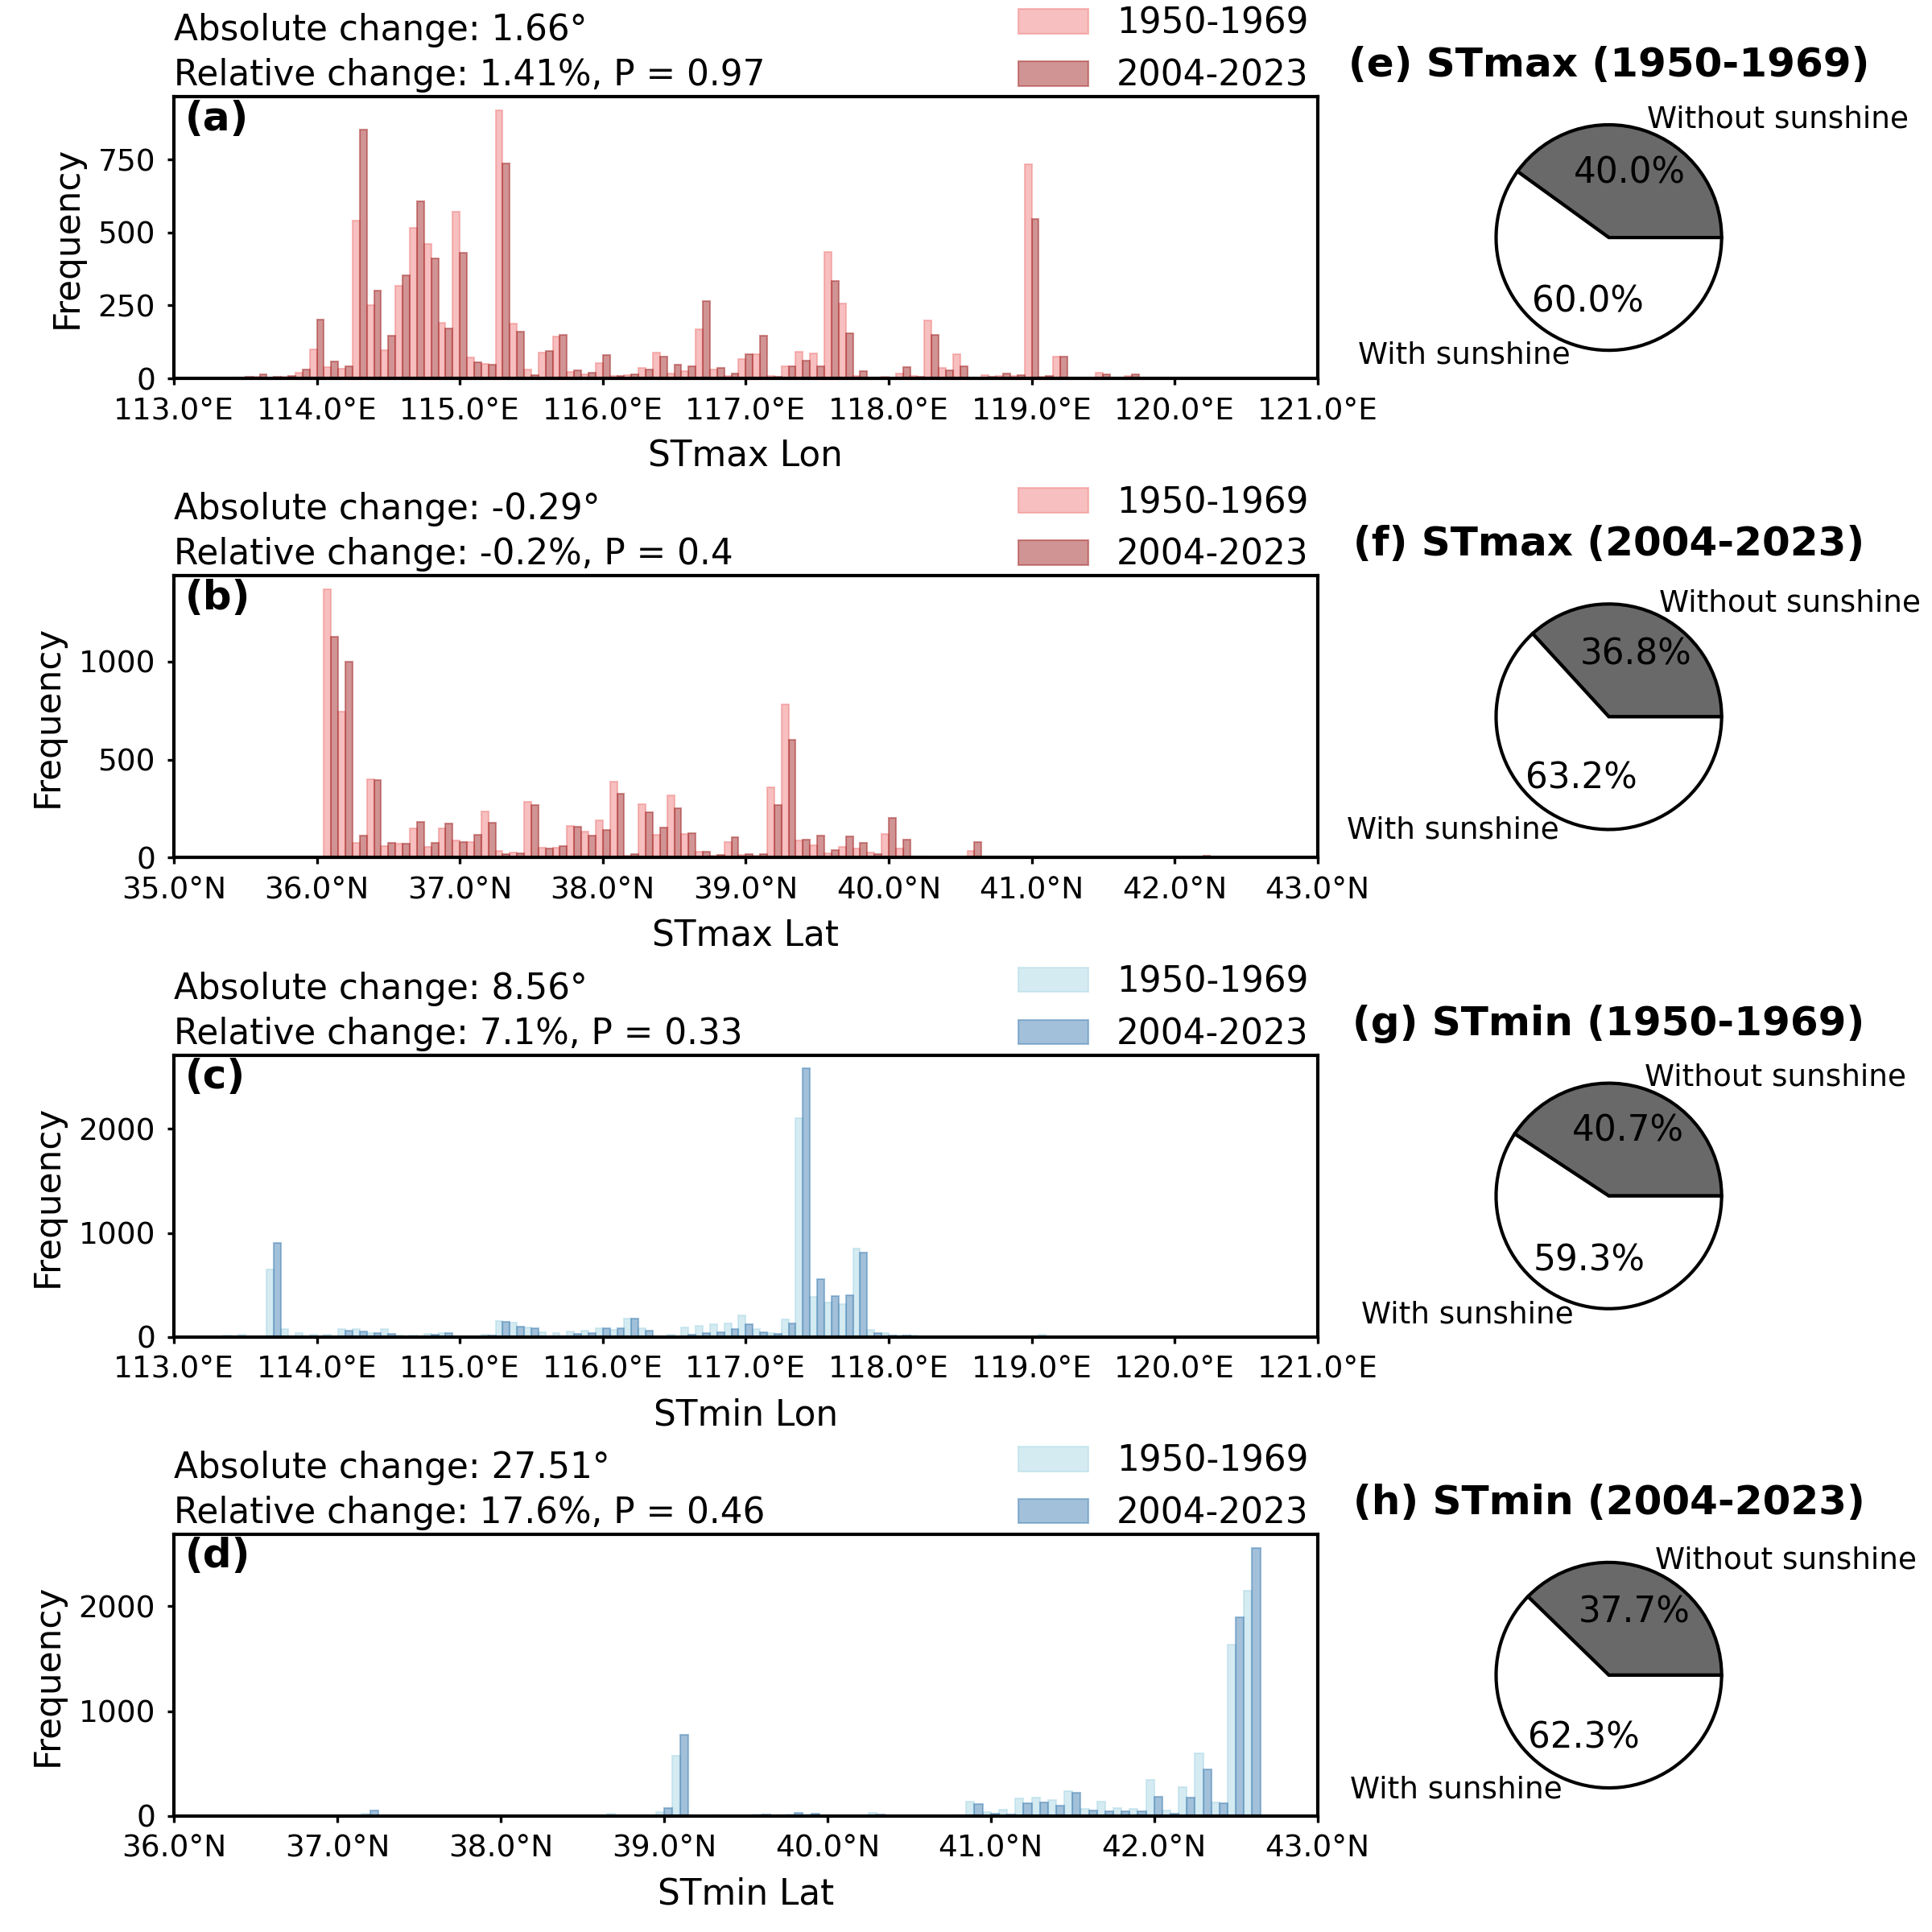 Absolute change: 1.66°
Relative change: 1.41%, P = 0.97
1950-1969
2004-2023
(a)
Frequency
750
500
250
0
113.0°E 114.0°E 115.0°E 116.0°E 117.0°E 118.0°E 119.0°E 120.0°E 121.0°E
STmax Lon
(e) STmax (1950-1969)
Without sunshine
40.0%
60.0%
With sunshine
Absolute change: -0.29°
Relative change: -0.2%, P = 0.4
1950-1969
2004-2023
(b)
Frequency
1000
500
0
35.0°N 36.0°N 37.0°N 38.0°N 39.0°N 40.0°N 41.0°N 42.0°N 43.0°N
STmax Lat
(f) STmax (2004-2023)
Without sunshine
36.8%
63.2%
With sunshine
Absolute change: 8.56°
Relative change: 7.1%, P = 0.33
1950-1969
2004-2023
(c)
Frequency
2000
1000
0
113.0°E 114.0°E 115.0°E 116.0°E 117.0°E 118.0°E 119.0°E 120.0°E 121.0°E
STmin Lon
(g) STmin (1950-1969)
Without sunshine
40.7%
59.3%
With sunshine
Absolute change: 27.51°
Relative change: 17.6%, P = 0.46
1950-1969
2004-2023
(d)
Frequency
2000
1000
0
36.0°N 37.0°N 38.0°N 39.0°N 40.0°N 41.0°N 42.0°N 43.0°N
STmin Lat
(h) STmin (2004-2023)
Without sunshine
37.7%
62.3%
With sunshine